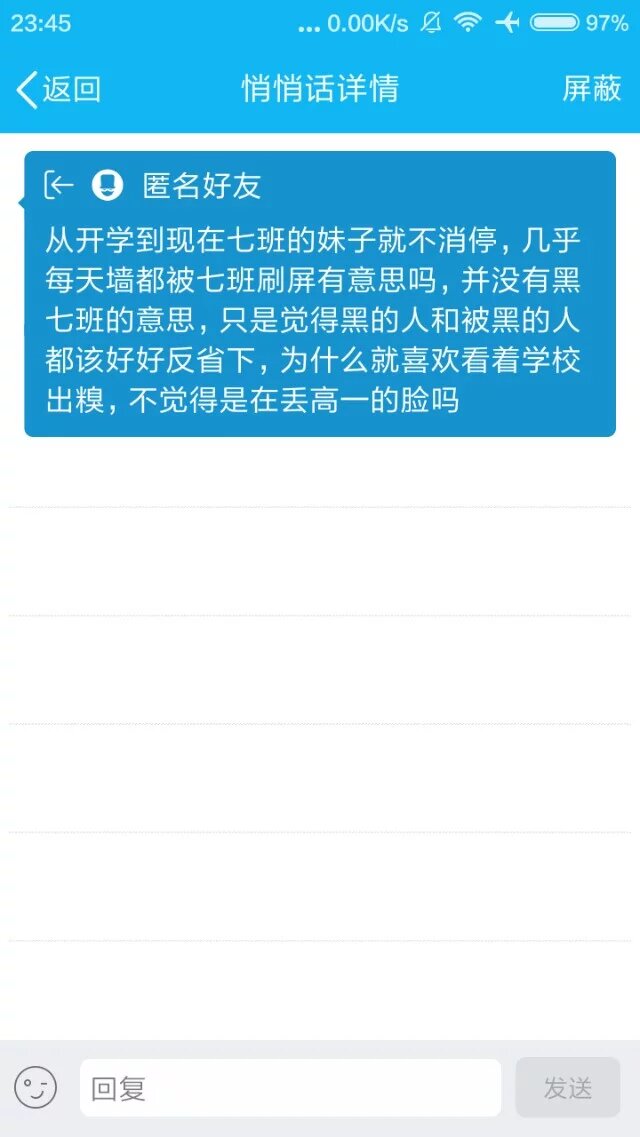 23:45
... 0.00K/s
97%
返回
悄悄话详情
屏蔽
匿名好友
从开学到现在七班的妹子就不消停，几乎
每天墙都被七班刷屏有意思吗，并没有黑
七班的意思，只是觉得黑的人和被黑的人
都该好好反省下，为什么就喜欢看着学校
出糗，不觉得是在丢高一的脸吗
回复
发送